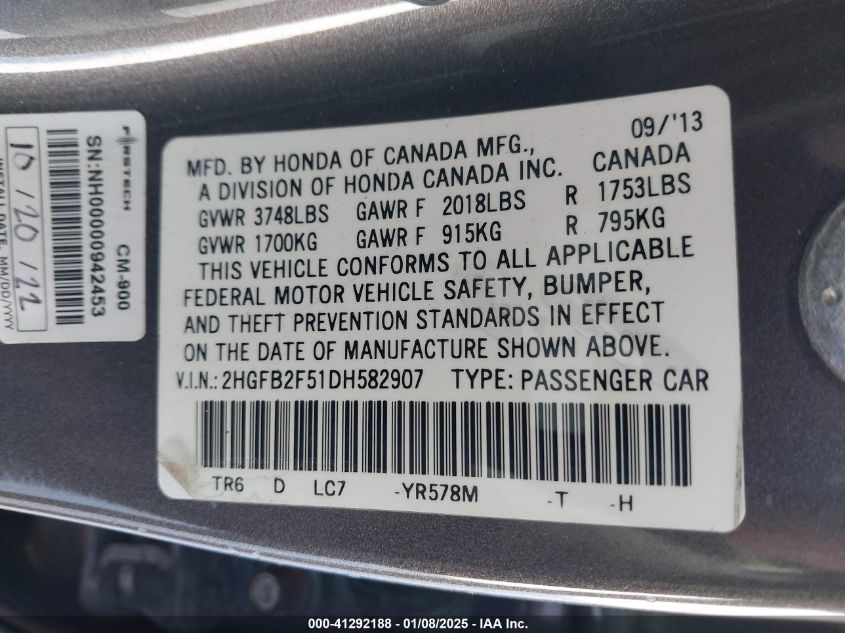 09/'13
MFD. BY HONDA OF CANADA MFG.,
A DIVISION OF HONDA CANADA INC. CANADA
GVWR 3748LBS GAWR F 2018LBS R 1753LBS
GVWR 1700KG GAWR F 915KG R 795KG
THIS VEHICLE CONFORMS TO ALL APPLICABLE
FEDERAL MOTOR VEHICLE SAFETY, BUMPER,
AND THEFT PREVENTION STANDARDS IN EFFECT
ON THE DATE OF MANUFACTURE SHOWN ABOVE.
V.I.N.: 2HGFB2F51DH582907 TYPE: PASSENGER CAR
TR6 D LC7 -YR578M -T -H
FIRSTECH CM-900
SN:NH00000942453
10/20/22
INSTALL DATE. MM/DD/YYYY
000-41292188 - 01/08/2025 - IAA Inc.